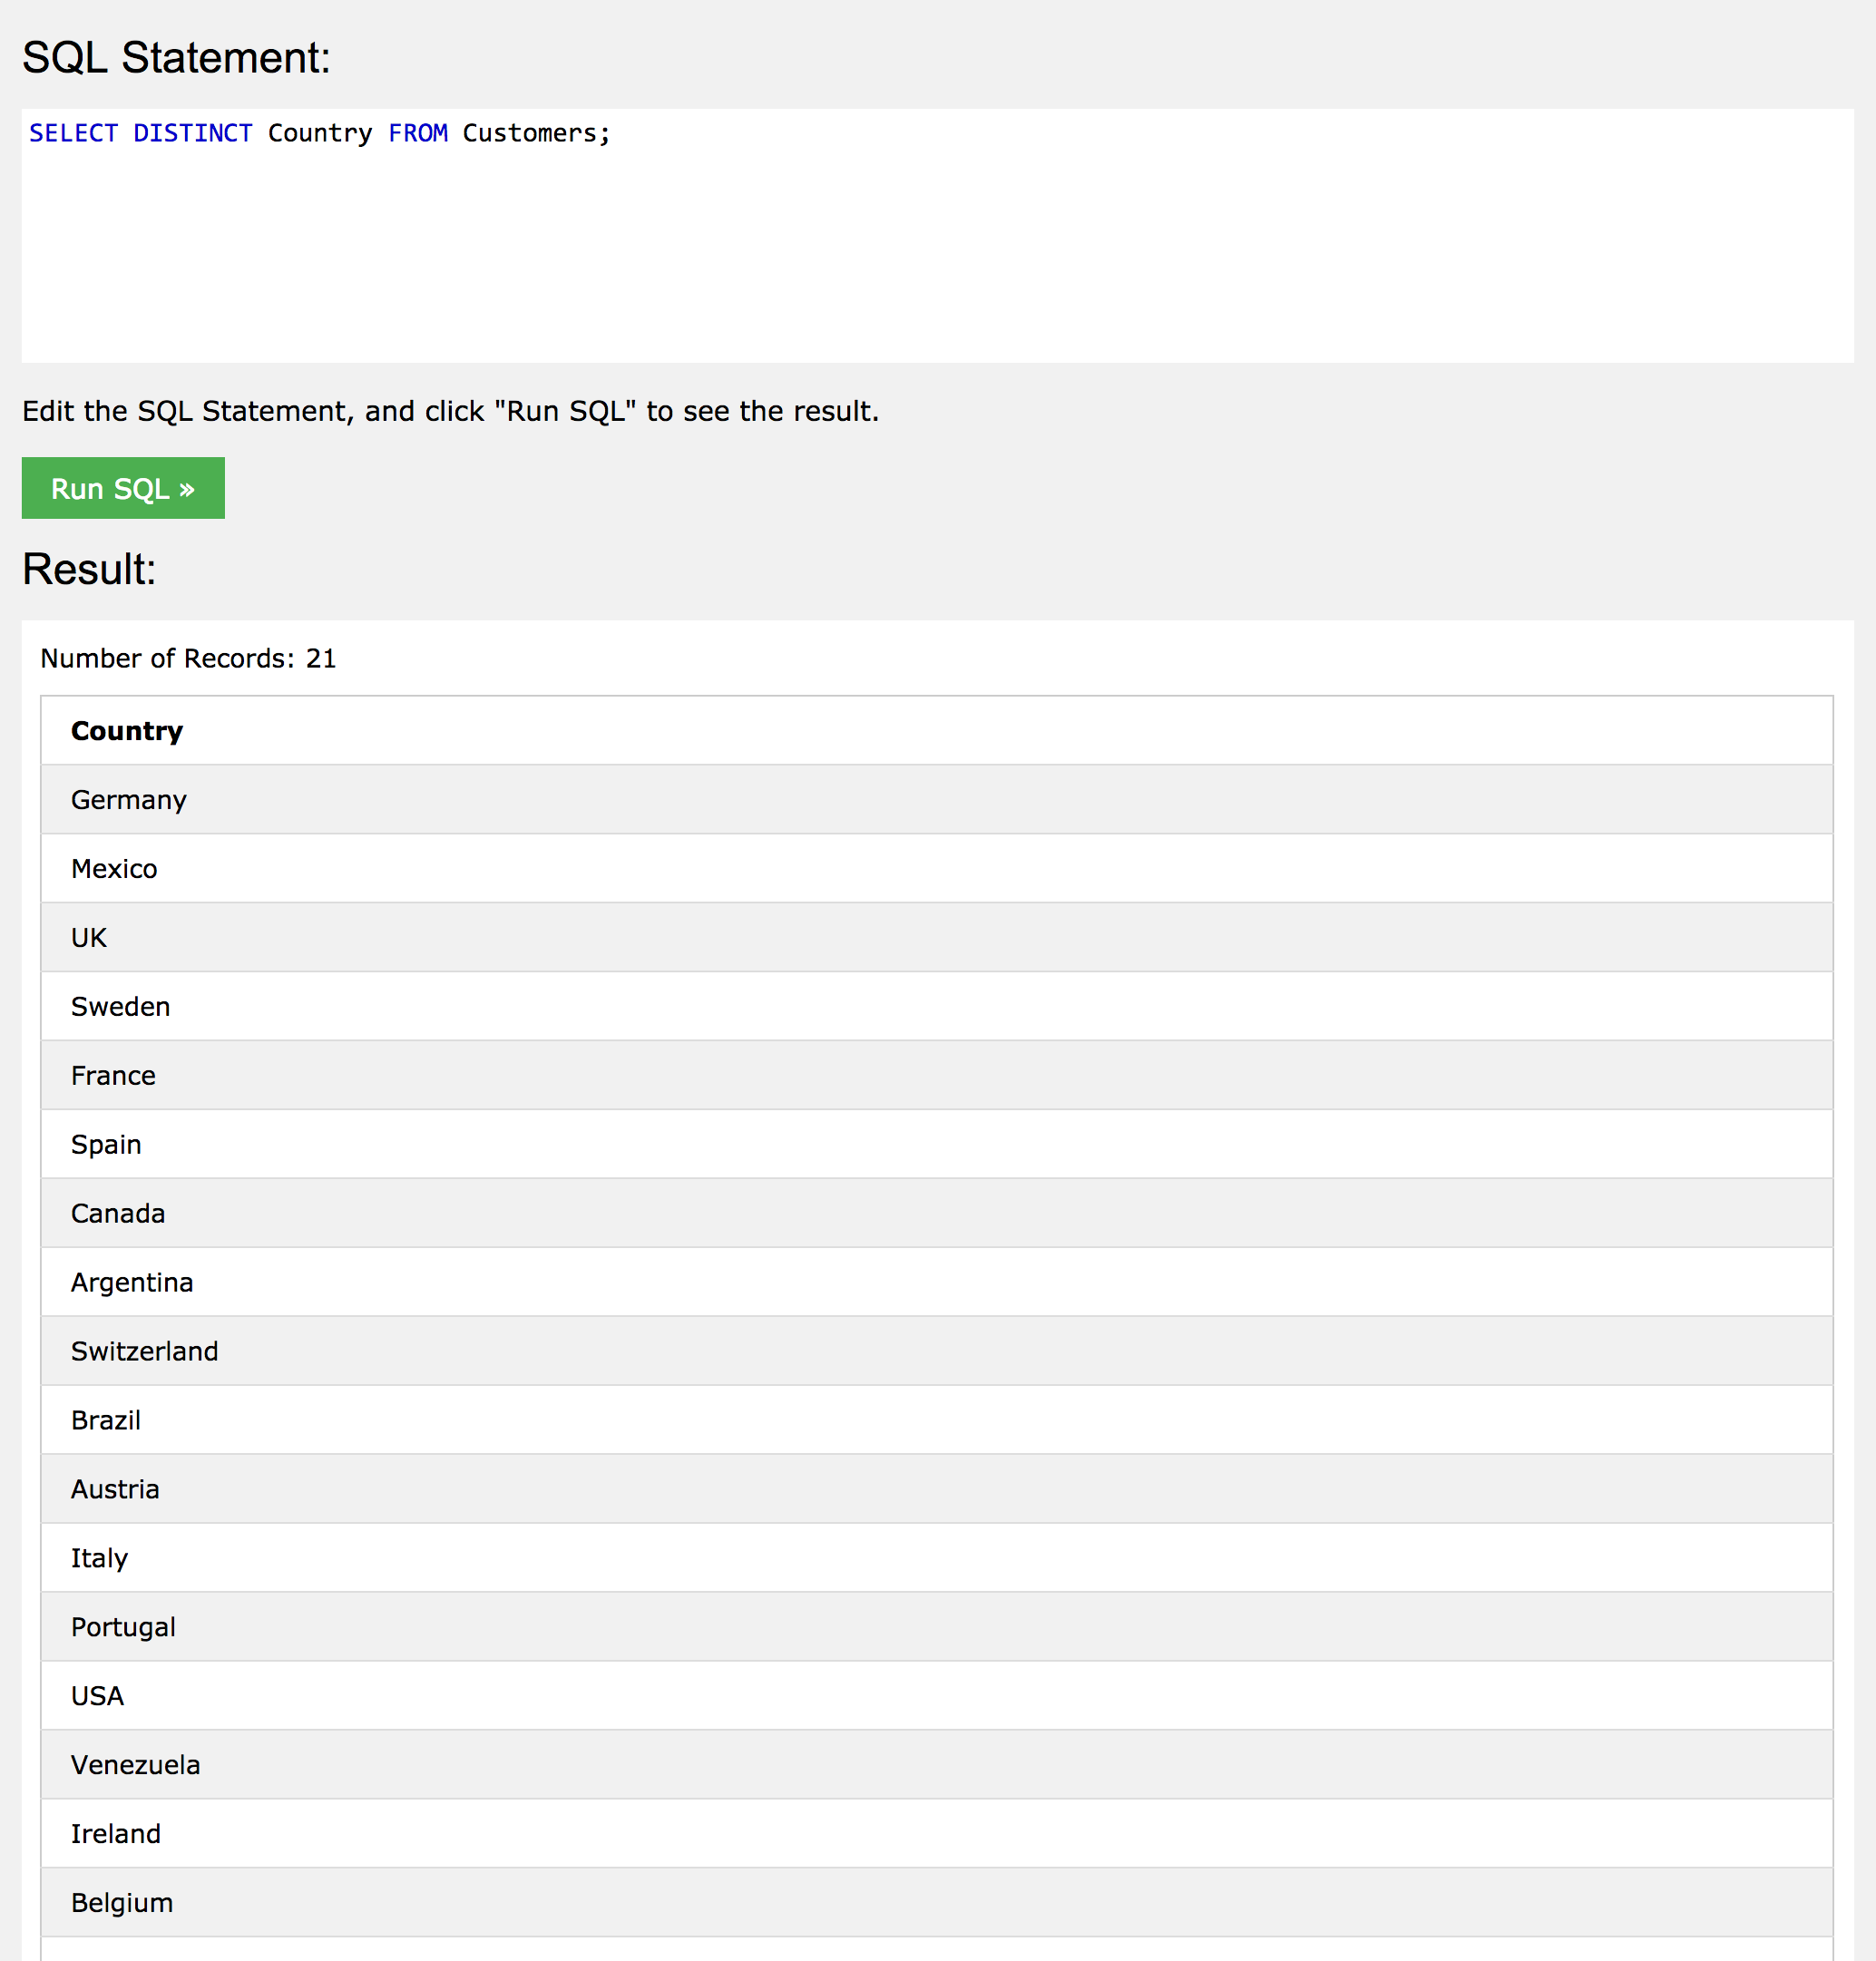 SQL Statement:
SELECT DISTINCT Country FROM Customers;
Edit the SQL Statement, and click "Run SQL" to see the result.
Run SQL »
Result:
Number of Records: 21
Country
Germany
Mexico
UK
Sweden
France
Spain
Canada
Argentina
Switzerland
Brazil
Austria
Italy
Portugal
USA
Venezuela
Ireland
Belgium